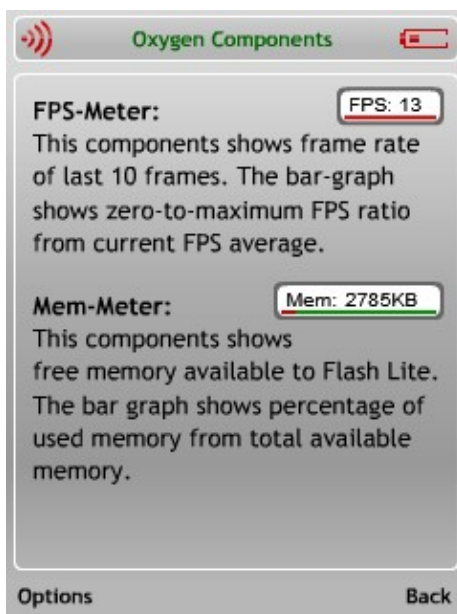 Oxygen Components
FPS-Meter:
FPS: 13
This components shows frame rate
of last 10 frames. The bar-graph
shows zero-to-maximum FPS ratio
from current FPS average.
Mem-Meter:
Mem: 2785KB
This components shows
free memory available to Flash Lite.
The bar graph shows percentage of
used memory from total available
memory.
Options
Back